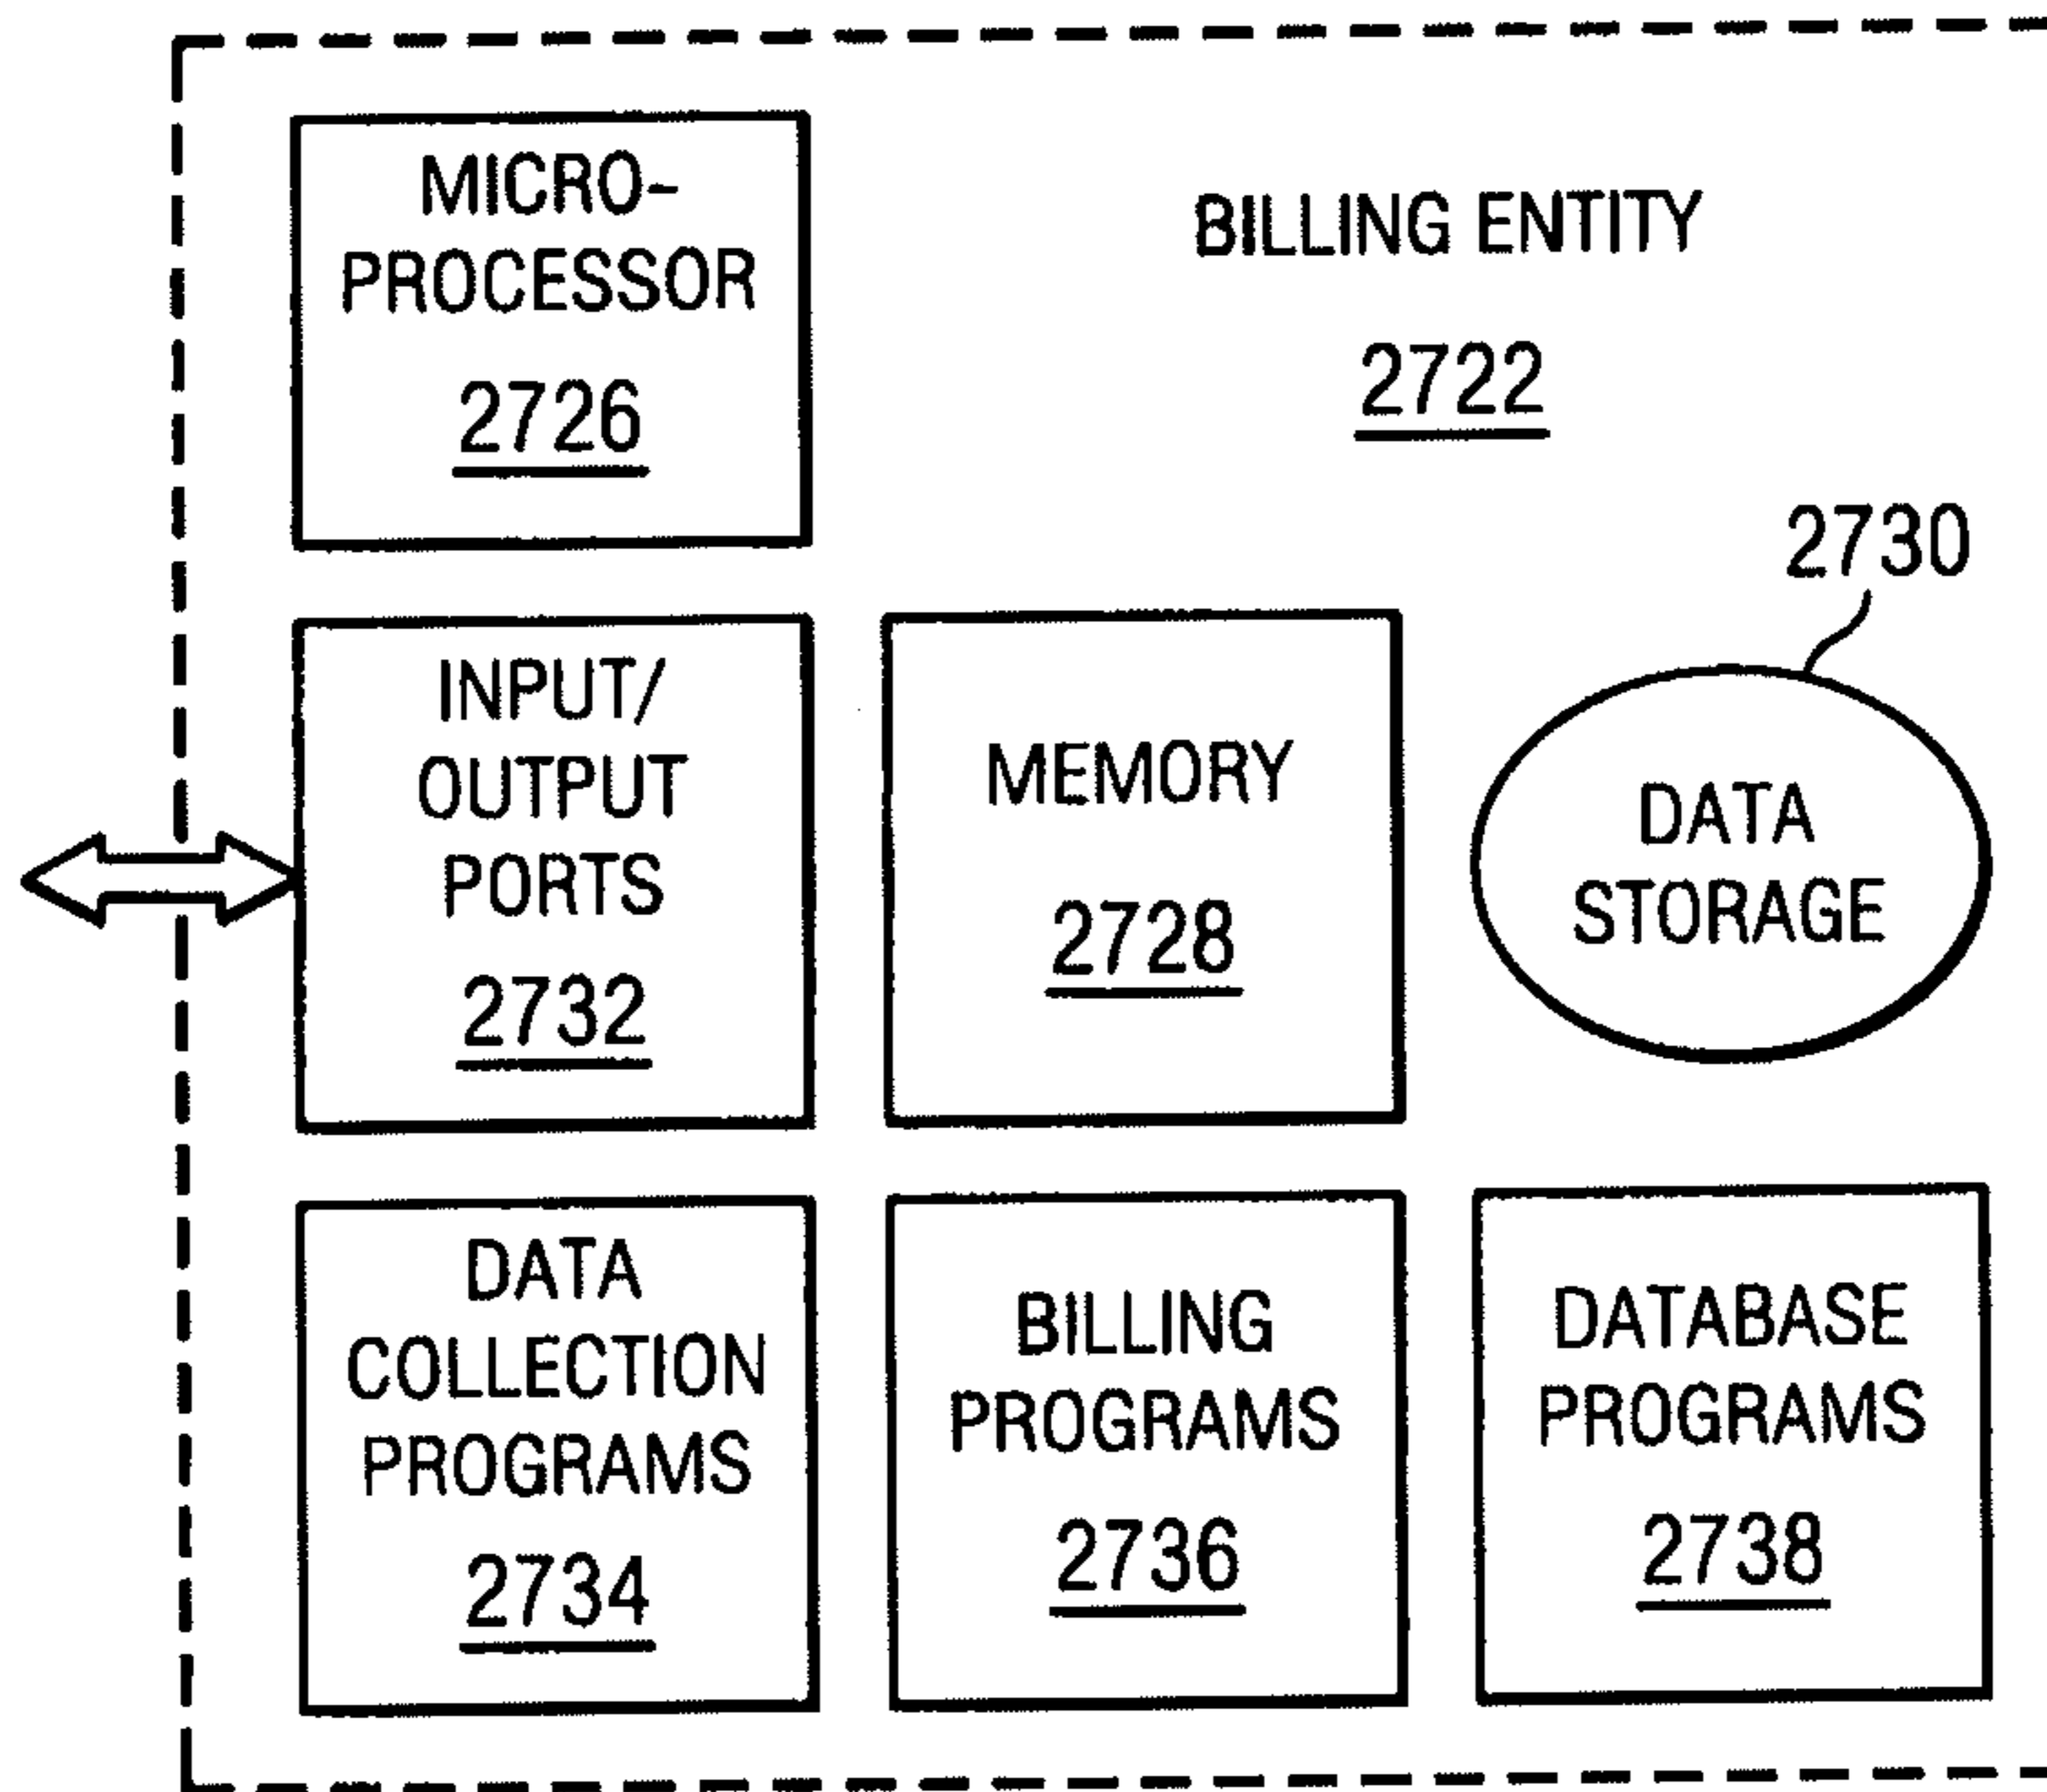 MICRO-
PROCESSOR
2726
BILLING ENTITY
2722
2730
INPUT/
OUTPUT
PORTS
2732
MEMORY
2728
DATA
STORAGE
DATA
COLLECTION
PROGRAMS
2734
BILLING
PROGRAMS
2736
DATABASE
PROGRAMS
2738